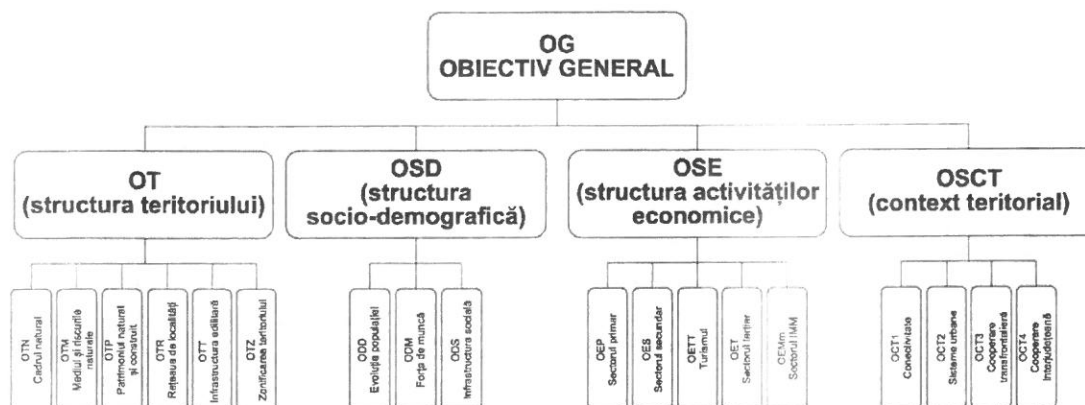 OG
OBIECTIV GENERAL
OT
(structura teritoriului)
OSD
(structura
socio-demografică)
OSE
(structura activităților
economice)
OSCT
(context teritorial)
OTN
Cadrul natural
OTM
Mediul și riscurile
naturale
OTP
Patrimoniul natural
și construit
OTR
Rețeaua de localități
OTT
Infrastructura edilitară
OTZ
Zonificarea teritoriului
ODD
Evoluția populației
ODM
Forța de muncă
ODS
Infrastructura socială
OEP
Sectorul primar
OES
Sectorul secundar
OETT
Turismul
OET
Sectorul terțiar
OEMm
Sectorul IMM
OCT1
Conectivitate
OCT2
Sisteme urbane
OCT3
Cooperare
transfrontalieră
OCT4
Cooperare
Interjudețeană